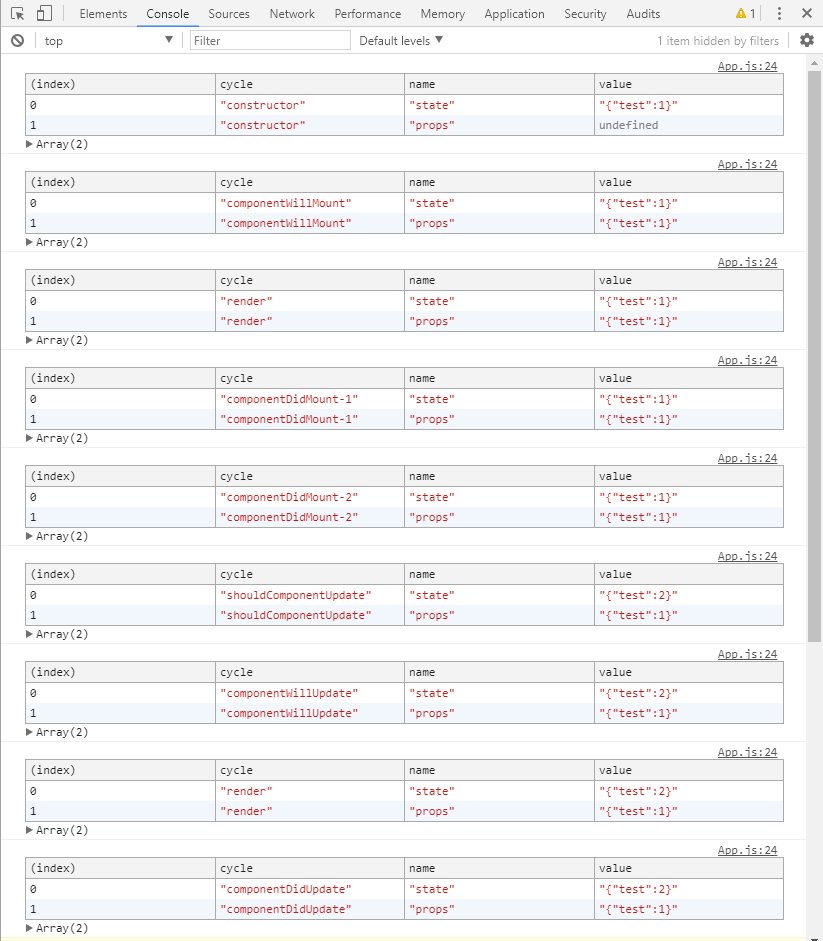 Elements Console Sources Network Performance Memory Application Security Audits 1
top Filter Default levels 1 item hidden by filters
App.js:24
(index) cycle name value
0 "constructor" "state" "{"test":1}"
1 "constructor" "props" undefined
Array(2)
App.js:24
(index) cycle name value
0 "componentWillMount" "state" "{"test":1}"
1 "componentWillMount" "props" "{"test":1}"
Array(2)
App.js:24
(index) cycle name value
0 "render" "state" "{"test":1}"
1 "render" "props" "{"test":1}"
Array(2)
App.js:24
(index) cycle name value
0 "componentDidMount-1" "state" "{"test":1}"
1 "componentDidMount-1" "props" "{"test":1}"
Array(2)
App.js:24
(index) cycle name value
0 "componentDidMount-2" "state" "{"test":1}"
1 "componentDidMount-2" "props" "{"test":1}"
Array(2)
App.js:24
(index) cycle name value
0 "shouldComponentUpdate" "state" "{"test":2}"
1 "shouldComponentUpdate" "props" "{"test":1}"
Array(2)
App.js:24
(index) cycle name value
0 "componentWillUpdate" "state" "{"test":2}"
1 "componentWillUpdate" "props" "{"test":1}"
Array(2)
App.js:24
(index) cycle name value
0 "render" "state" "{"test":2}"
1 "render" "props" "{"test":1}"
Array(2)
App.js:24
(index) cycle name value
0 "componentDidUpdate" "state" "{"test":2}"
1 "componentDidUpdate" "props" "{"test":1}"
Array(2)